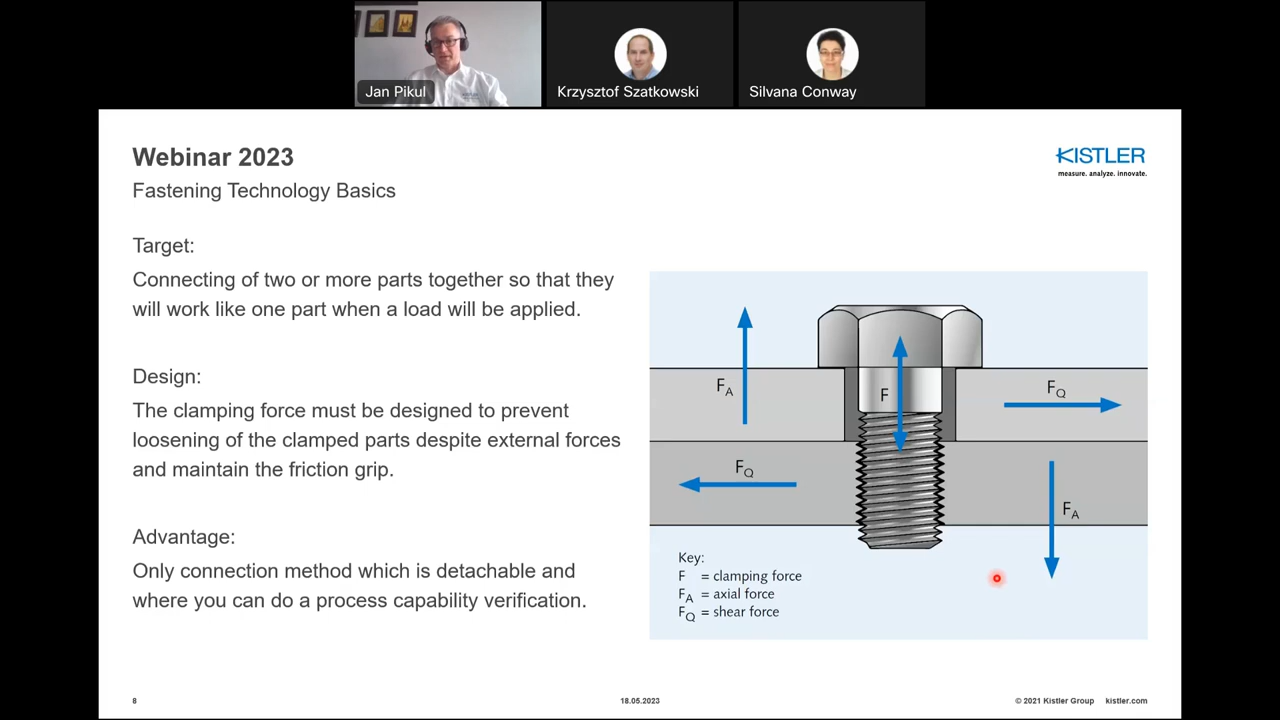 Jan Pikul
Krzysztof Szatkowski
Silvana Conway
Webinar 2023
Fastening Technology Basics
KISTLER
measure. analyze. innovate.
Target:
Connecting of two or more parts together so that they
will work like one part when a load will be applied.
Design:
The clamping force must be designed to prevent
loosening of the clamped parts despite external forces
and maintain the friction grip.
Advantage:
Only connection method which is detachable and
where you can do a process capability verification.
FA
F
FQ
FQ
FA
Key:
F = clamping force
FA = axial force
FQ = shear force
8
18.05.2023
© 2021 Kistler Group kistler.com